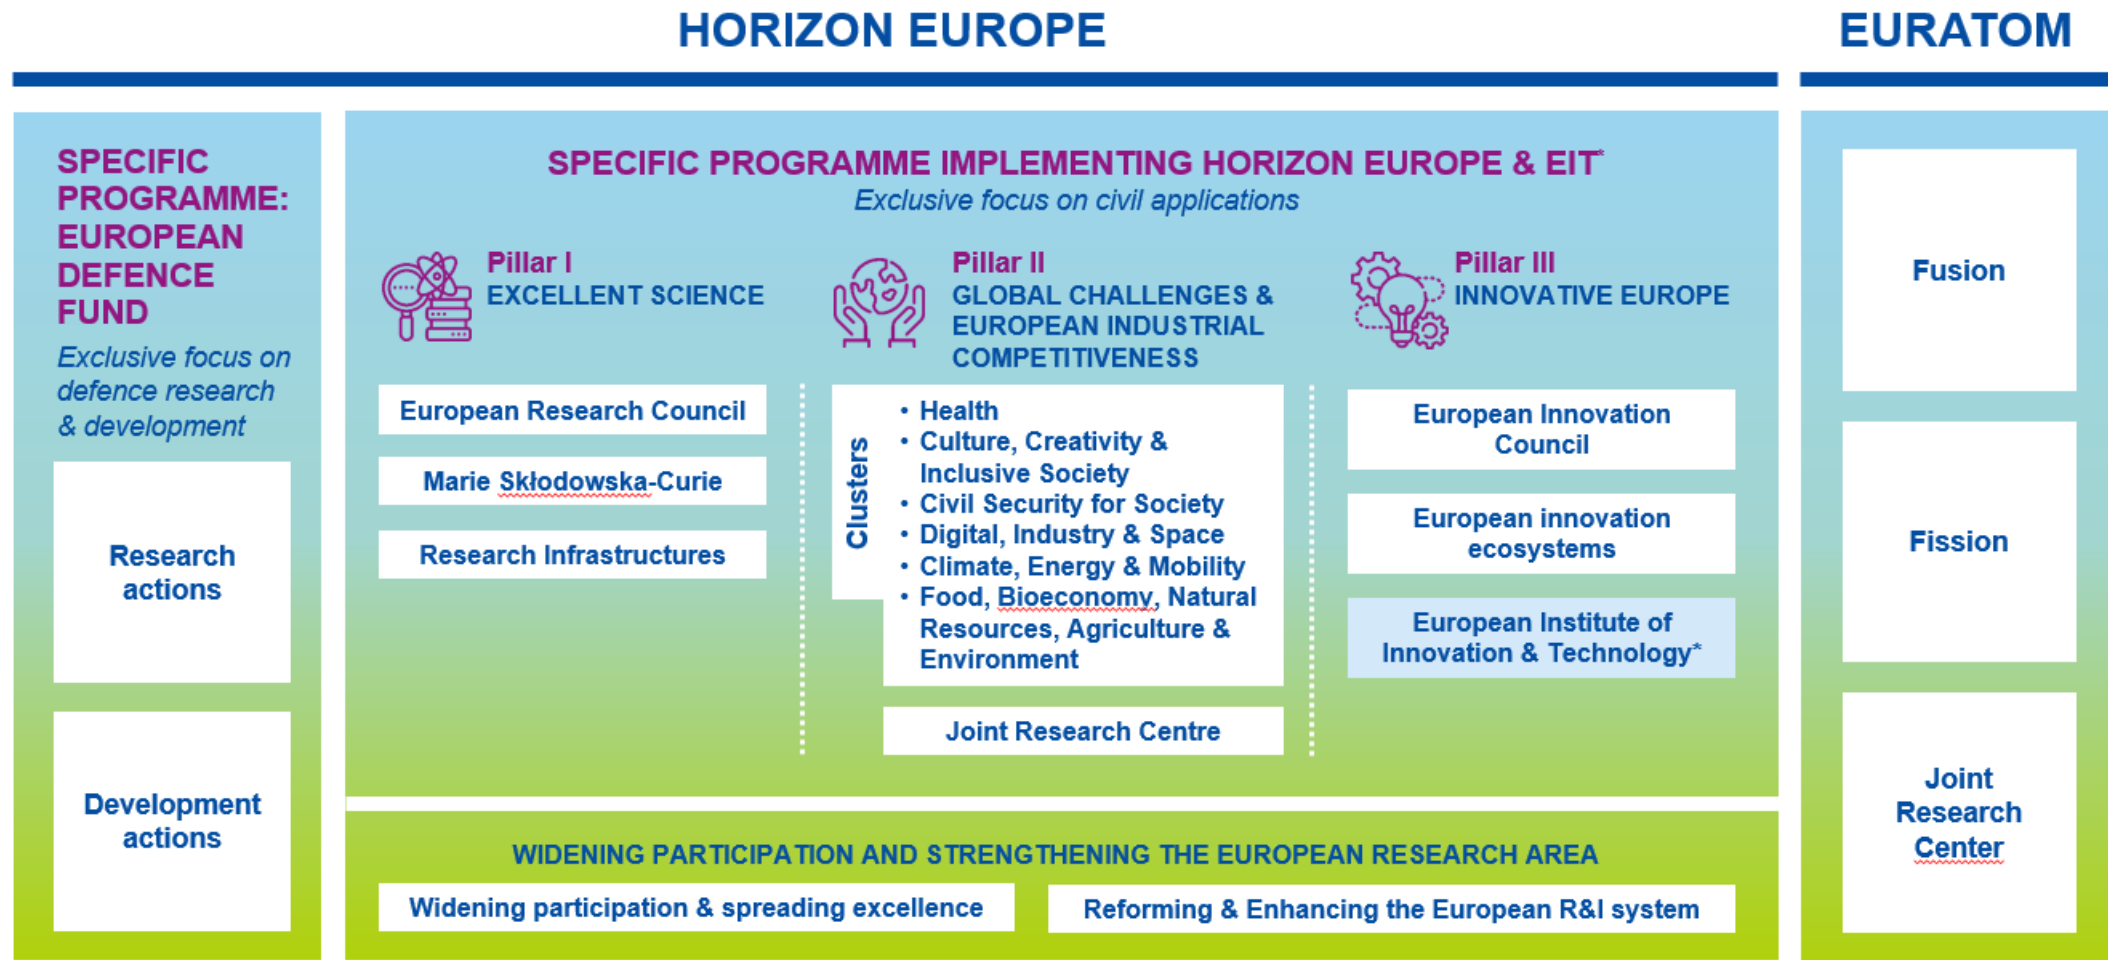 HORIZON EUROPE
EURATOM
SPECIFIC
PROGRAMME:
EUROPEAN
DEFENCE
FUND
Exclusive focus on
defence research
& development
Research
actions
Development
actions
SPECIFIC PROGRAMME IMPLEMENTING HORIZON EUROPE & EIT*
Exclusive focus on civil applications
Pillar I
EXCELLENT SCIENCE
European Research Council
Marie Skłodowska-Curie
Research Infrastructures
Pillar II
GLOBAL CHALLENGES &
EUROPEAN INDUSTRIAL
COMPETITIVENESS
Clusters
• Health
• Culture, Creativity &
Inclusive Society
• Civil Security for Society
• Digital, Industry & Space
• Climate, Energy & Mobility
• Food, Bioeconomy, Natural
Resources, Agriculture &
Environment
Joint Research Centre
Pillar III
INNOVATIVE EUROPE
European Innovation
Council
European innovation
ecosystems
European Institute of
Innovation & Technology*
WIDENING PARTICIPATION AND STRENGTHENING THE EUROPEAN RESEARCH AREA
Widening participation & spreading excellence
Reforming & Enhancing the European R&I system
Fusion
Fission
Joint
Research
Center